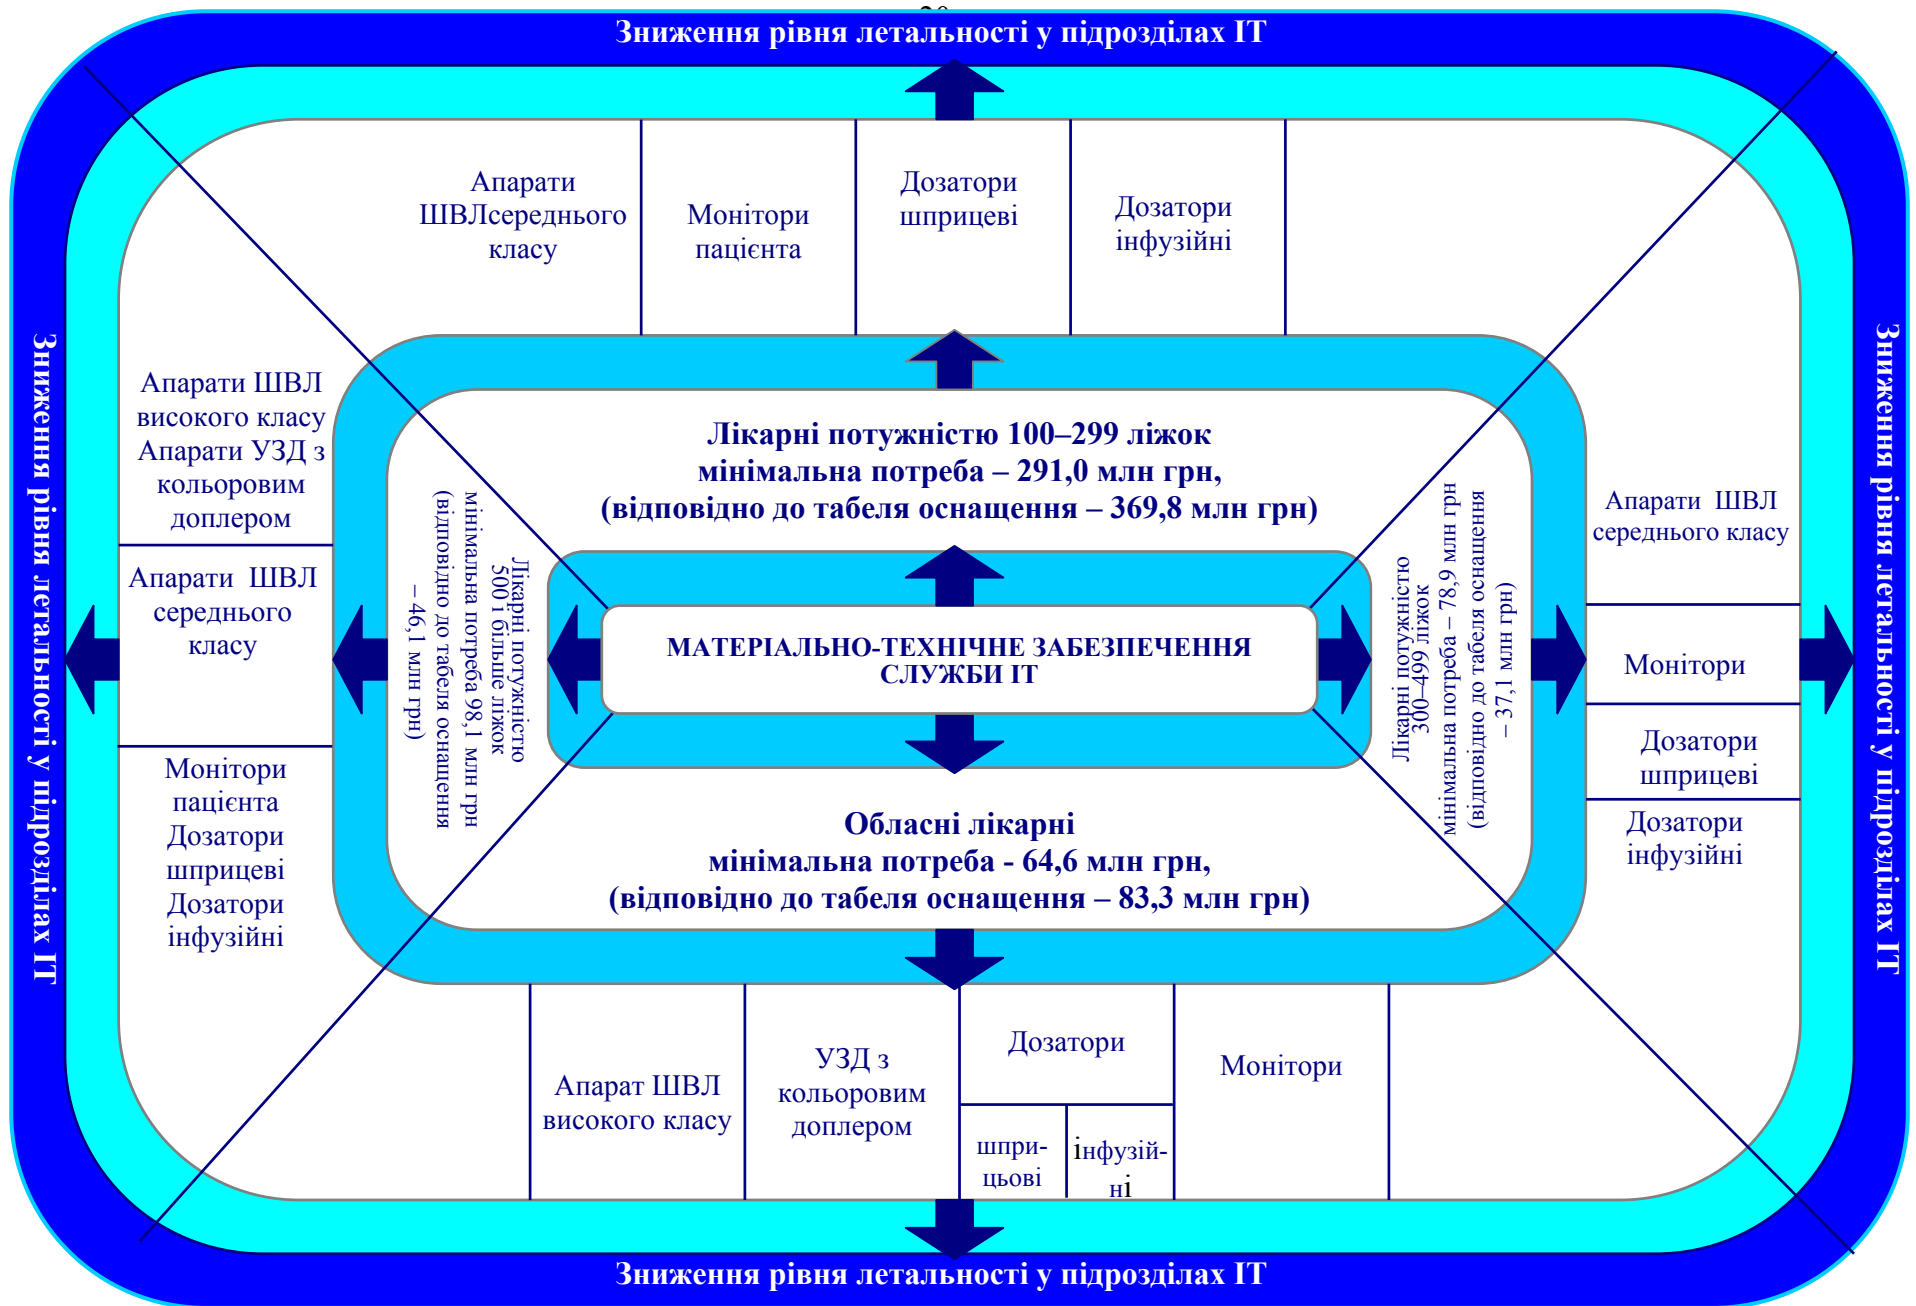 Зниження рівня летальності у підрозділах ІТ
Апарати
ШВЛсереднього
класу
Монітори
пацієнта
Дозатори
шприцеві
Дозатори
інфузійні
Зниження рівня летальності у підрозділах ІТ
Апарати ШВЛ
високого класу
Апарати УЗД з
кольоровим
доплером
Апарати ШВЛ
середнього
класу
Монітори
пацієнта
Дозатори
шприцеві
Дозатори
інфузійні
Лікарні потужністю
500 і більше ліжок
мінімальна потреба 98,1 млн грн
(відповідно до табеля оснащення
– 46,1 млн грн)
Лікарні потужністю 100–299 ліжок
мінімальна потреба – 291,0 млн грн,
(відповідно до табеля оснащення – 369,8 млн грн)
МАТЕРІАЛЬНО-ТЕХНІЧНЕ ЗАБЕЗПЕЧЕННЯ
СЛУЖБИ ІТ
Обласні лікарні
мінімальна потреба - 64,6 млн грн,
(відповідно до табеля оснащення – 83,3 млн грн)
Лікарні потужністю
300–499 ліжок
мінімальна потреба – 78,9 млн грн
(відповідно до табеля оснащення
– 37,1 млн грн)
Апарати ШВЛ
середнього класу
Монітори
Дозатори
шприцеві
Дозатори
інфузійні
Зниження рівня летальності у підрозділах ІТ
Апарат ШВЛ
високого класу
УЗД з
кольоровим
доплером
Дозатори
шпри-
цьові
інфузій-
ні
Монітори
Зниження рівня летальності у підрозділах ІТ